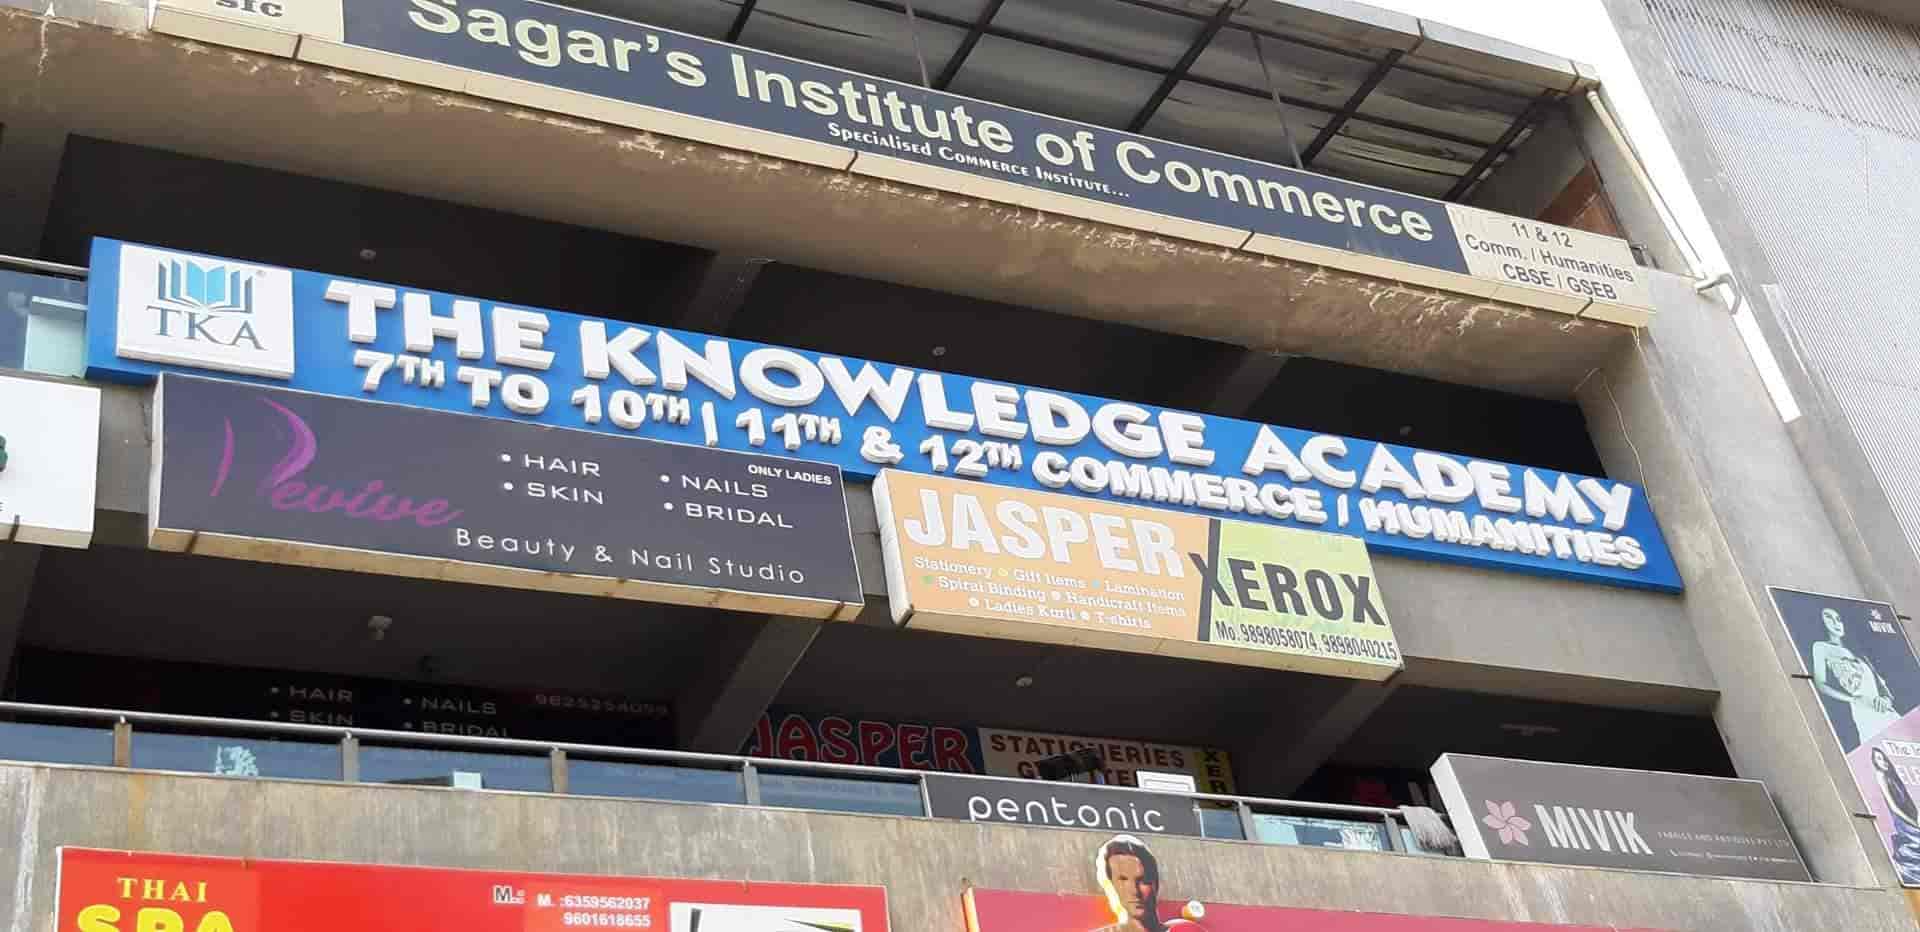 sfc
Sagar's Institute of Commerce
Specialised Commerce Institute...
11 & 12
Comm. / Humanities
CBSE / GSEB
TKA
THE KNOWLEDGE ACADEMY
7TH TO 10TH | 11TH & 12TH COMMERCE / HUMANITIES
Revive
Beauty & Nail Studio
• HAIR
• SKIN
• NAILS
• BRIDAL
ONLY LADIES
JASPER
Stationery • Gift Items • Lamination
• Spiral Binding • Handicraft Items
• Ladies Kurti • T-shirts
XEROX
Mo. 9898058074, 9898040215
MIVIK
• HAIR
• SKIN
• NAILS
• BRIDAL
JASPER
STATIONERIES
pentonic
MIVIK
THAI
SPA
M.:
M. :6359562037
9601618655